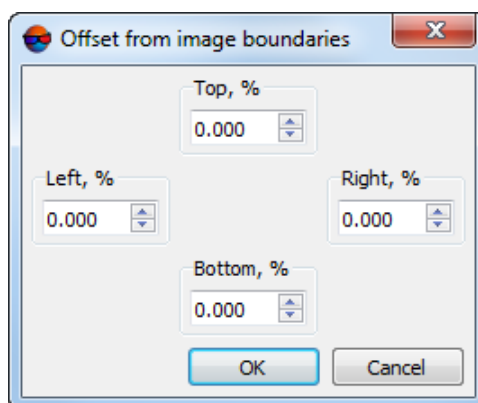 Offset from image boundaries
Top, %
0.000
Left, %
Right, %
0.000
0.000
Bottom, %
0.000
OK
Cancel